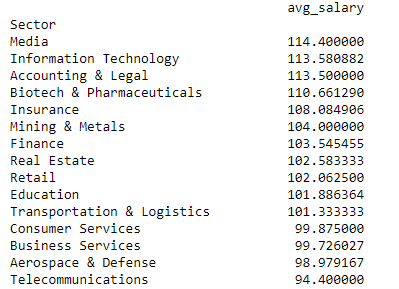 avg_salary
Sector
Media 114.400000
Information Technology 113.580882
Accounting & Legal 113.500000
Biotech & Pharmaceuticals 110.661290
Insurance 108.084906
Mining & Metals 104.000000
Finance 103.545455
Real Estate 102.583333
Retail 102.062500
Education 101.886364
Transportation & Logistics 101.333333
Consumer Services 99.875000
Business Services 99.726027
Aerospace & Defense 98.979167
Telecommunications 94.400000